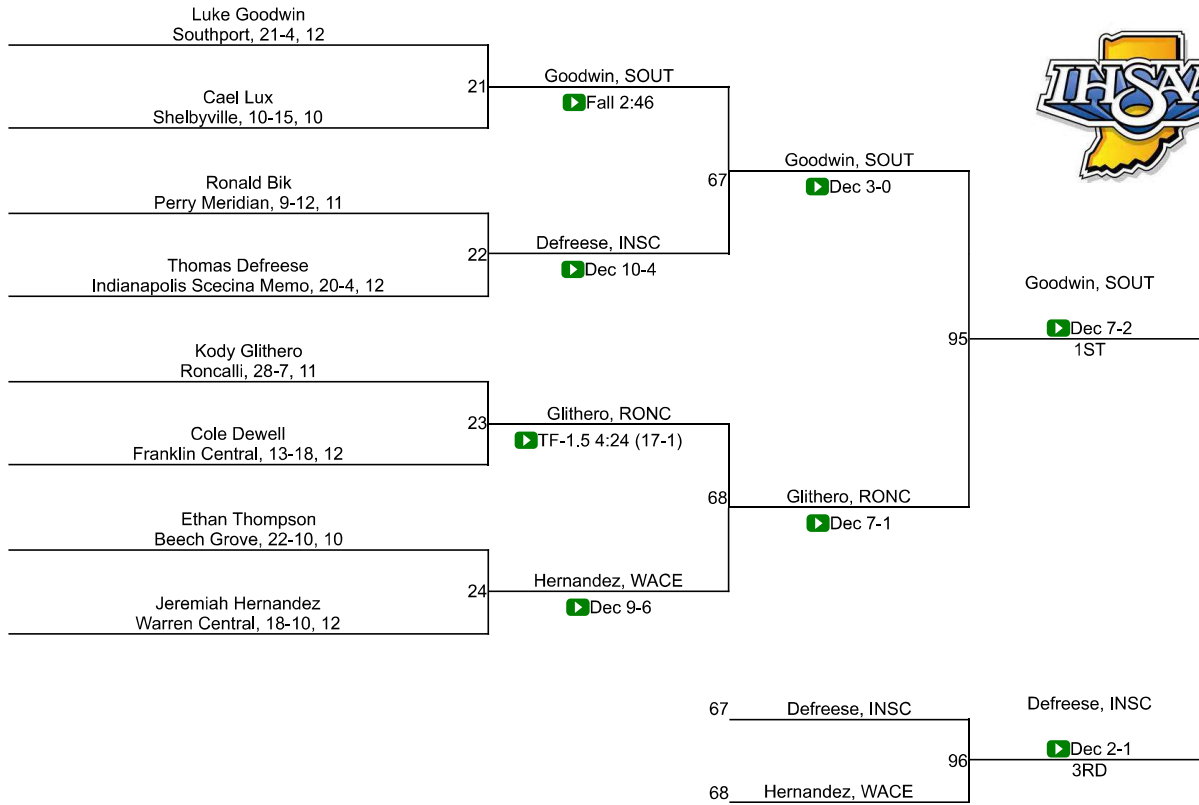 Luke Goodwin
Southport, 21-4, 12
Cael Lux
Shelbyville, 10-15, 10
21
Goodwin, SOUT
Fall 2:46
Ronald Bik
Perry Meridian, 9-12, 11
Thomas Defreese
Indianapolis Scecina Memo, 20-4, 12
22
Defreese, INSC
Dec 10-4
67
Goodwin, SOUT
Dec 3-0
Kody Glithero
Roncalli, 28-7, 11
Cole Dewell
Franklin Central, 13-18, 12
23
Glithero, RONC
TF-1.5 4:24 (17-1)
Ethan Thompson
Beech Grove, 22-10, 10
Jeremiah Hernandez
Warren Central, 18-10, 12
24
Hernandez, WACE
Dec 9-6
68
Glithero, RONC
Dec 7-1
95
Goodwin, SOUT
Dec 7-2
1ST
67
Defreese, INSC
68
Hernandez, WACE
96
Defreese, INSC
Dec 2-1
3RD
IHSAA